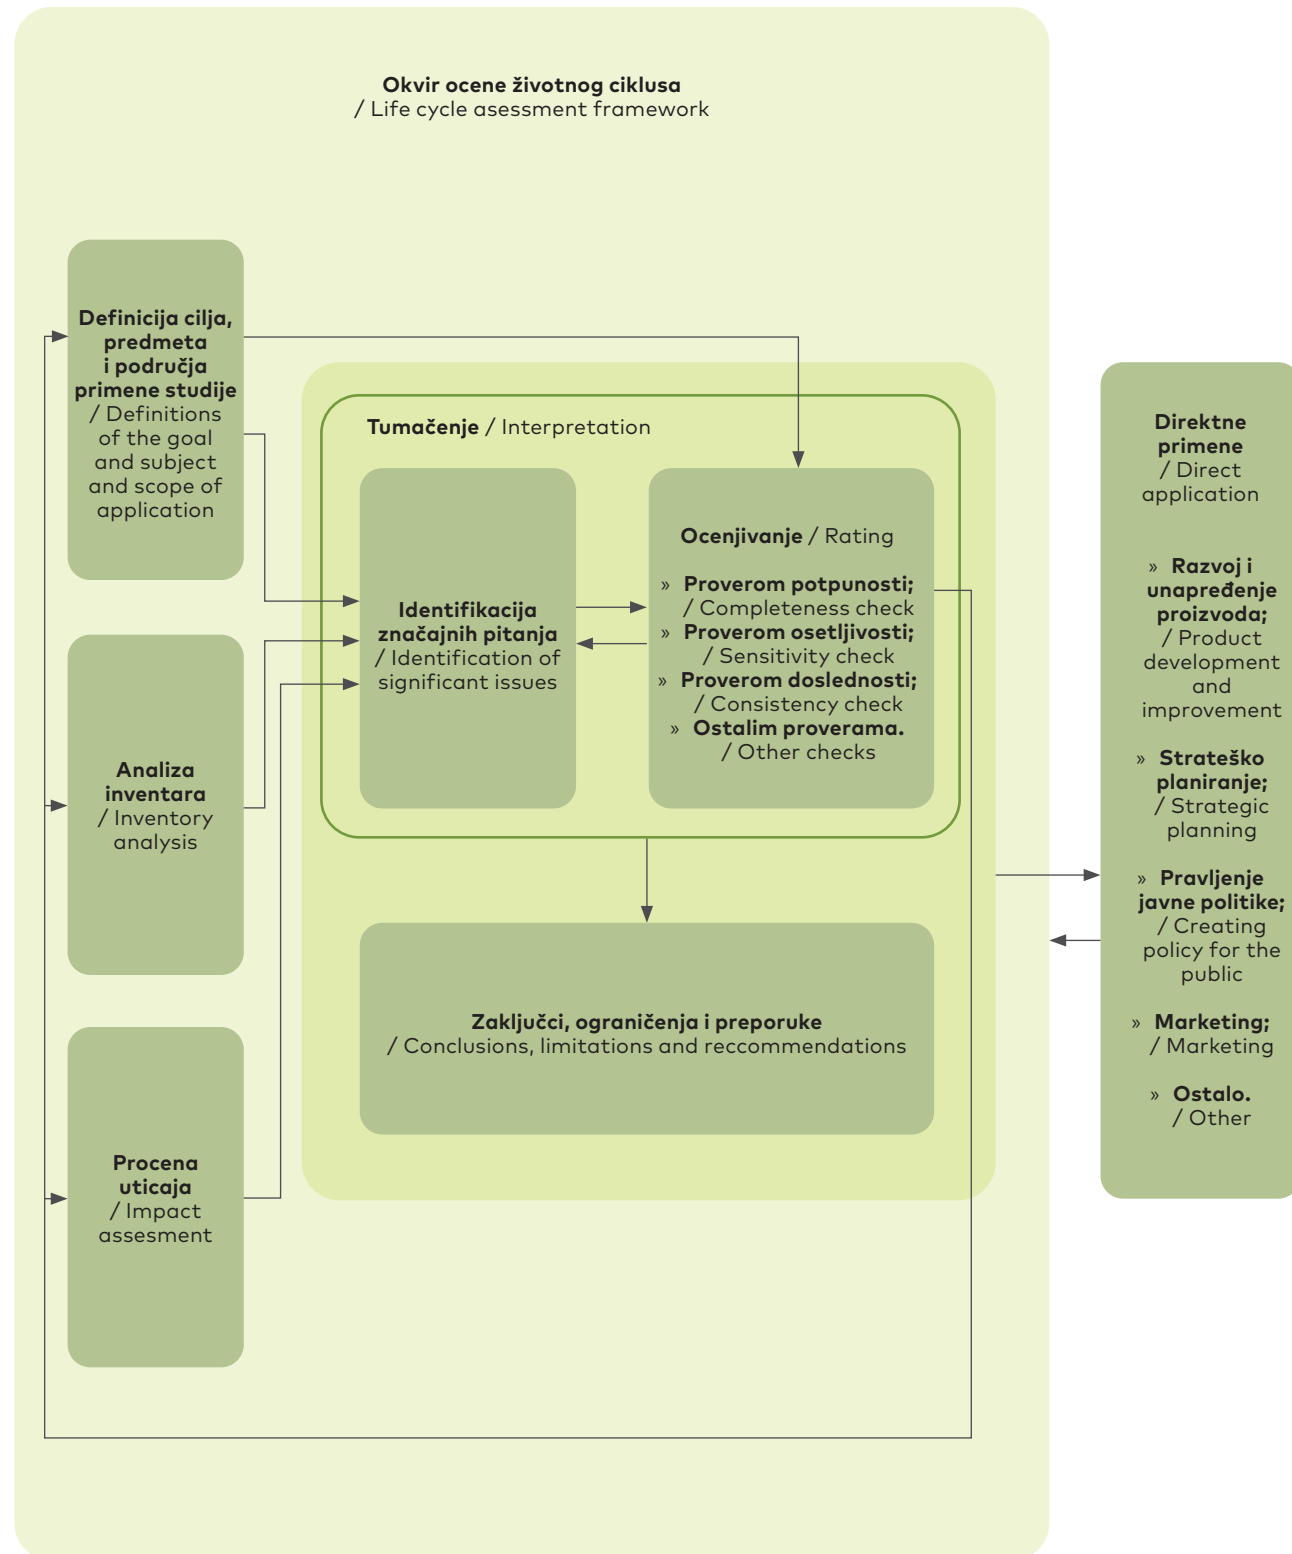 Okvir ocene životnog ciklusa
/ Life cycle asessment framework
Definicija cilja,
predmeta
i područja
primene studije
/ Definitions
of the goal
and subject
and scope of
application
Tumačenje / Interpretation
Identifikacija
značajnih pitanja
/ Identification of
significant issues
Ocenjivanje / Rating
» Proverom potpunosti;
/ Completeness check
» Proverom osetljivosti;
/ Sensitivity check
» Proverom doslednosti;
/ Consistency check
» Ostalim proverama.
/ Other checks
Analiza
inventara
/ Inventory
analysis
Zaključci, ograničenja i preporuke
/ Conclusions, limitations and reccommendations
Procena
uticaja
/ Impact
assesment
Direktne
primene
/ Direct
application
» Razvoj i
unapređenje
proizvoda;
/ Product
development
and
improvement
» Strateško
planiranje;
/ Strategic
planning
» Pravljenje
javne politike;
/ Creating
policy for the
public
» Marketing;
/ Marketing
» Ostalo.
/ Other